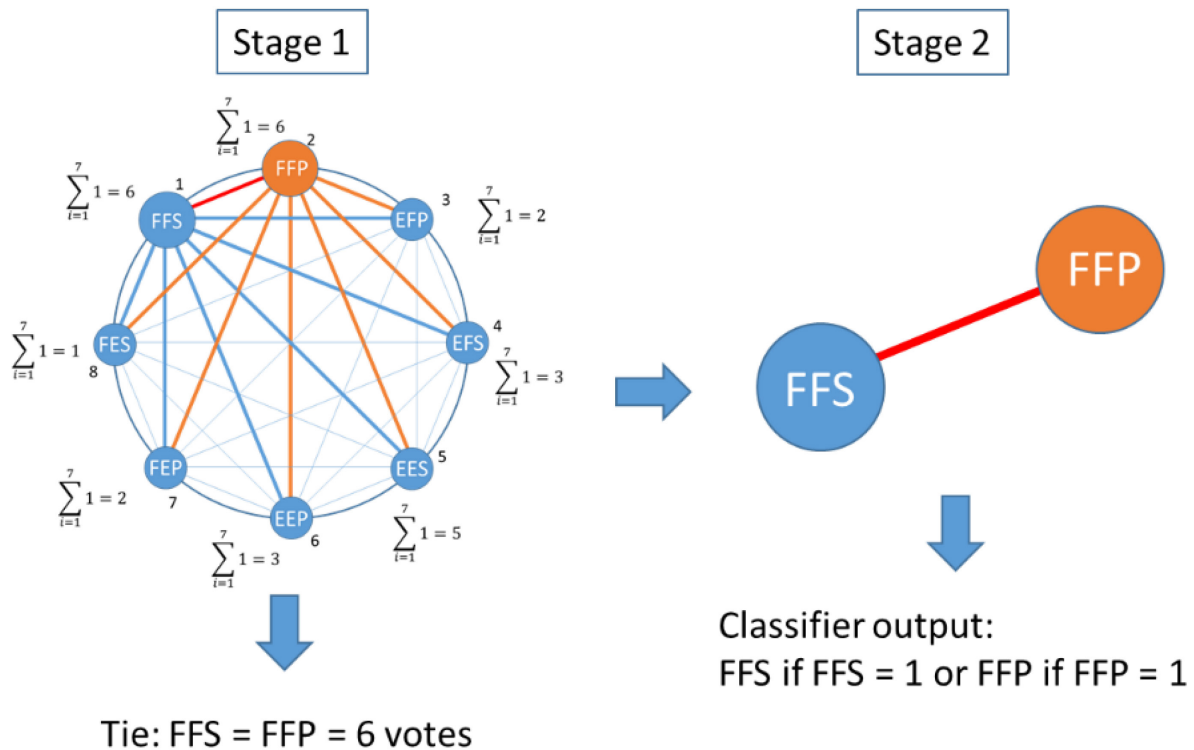 Stage 1
Stage 2
7
∑ 1 = 6
i=1
2
FFP
7
∑ 1 = 6
i=1
1
FFS
3
EFP
7
∑ 1 = 2
i=1
FFP
4
EFS
7
∑ 1 = 3
i=1
7
∑ 1 = 1
i=1
FES
8
FFS
7
∑ 1 = 2
i=1
FEP
7
5
EES
7
∑ 1 = 5
i=1
EEP
6
7
∑ 1 = 3
i=1
Classifier output:
FFS if FFS = 1 or FFP if FFP = 1
Tie: FFS = FFP = 6 votes